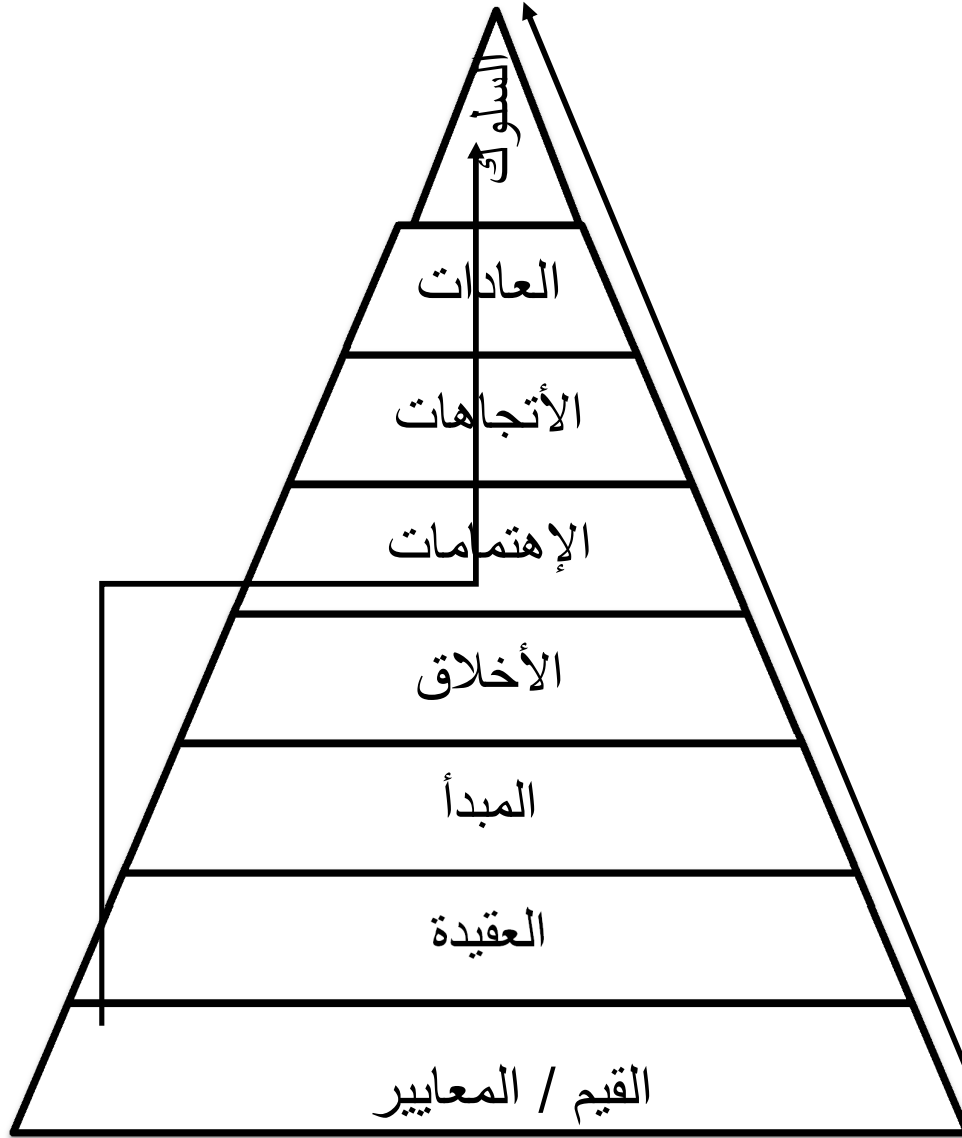 السلوك
العادات
الأتجاهات
الإهتمامات
الأخلاق
المبدأ
العقيدة
القيم / المعايير